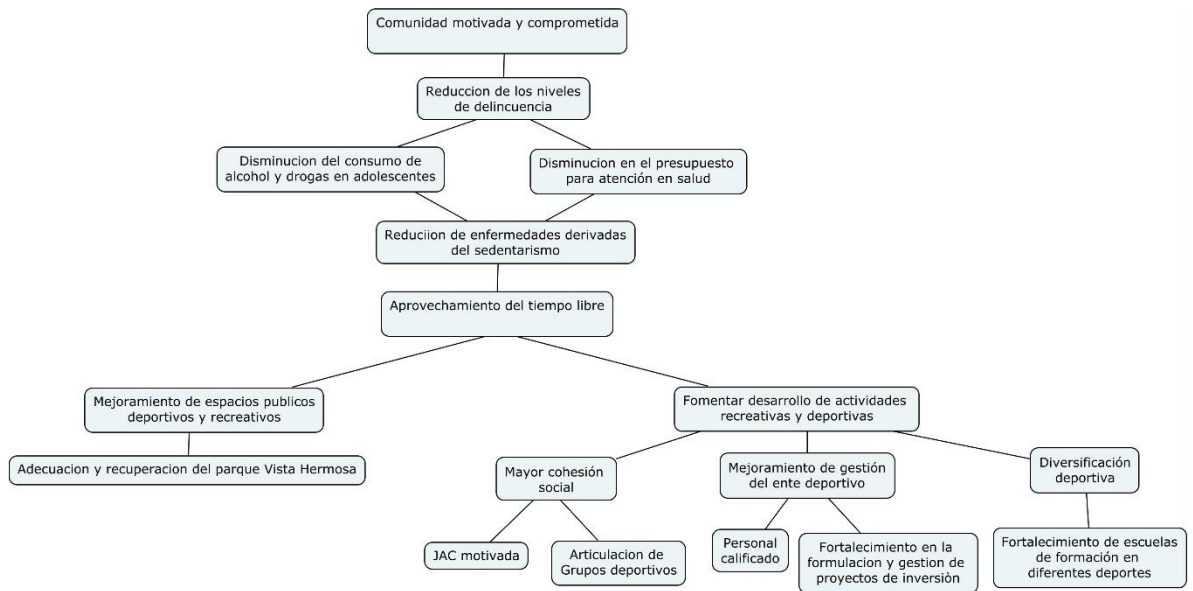 Comunidad motivada y comprometida
Reduccion de los niveles
de delincuencia
Disminucion del consumo de
alcohol y drogas en adolescentes
Disminucion en el presupuesto
para atención en salud
Reduciion de enfermedades derivadas
del sedentarismo
Aprovechamiento del tiempo libre
Mejoramiento de espacios publicos
deportivos y recreativos
Fomentar desarrollo de actividades
recreativas y deportivas
Adecuacion y recuperacion del parque Vista Hermosa
Mayor cohesión
social
Mejoramiento de gestión
del ente deportivo
Diversificación
deportiva
JAC motivada
Articulacion de
Grupos deportivos
Personal
calificado
Fortalecimiento en la
formulacion y gestion de
proyectos de inversiòn
Fortalecimiento de escuelas
de formación en
diferentes deportes